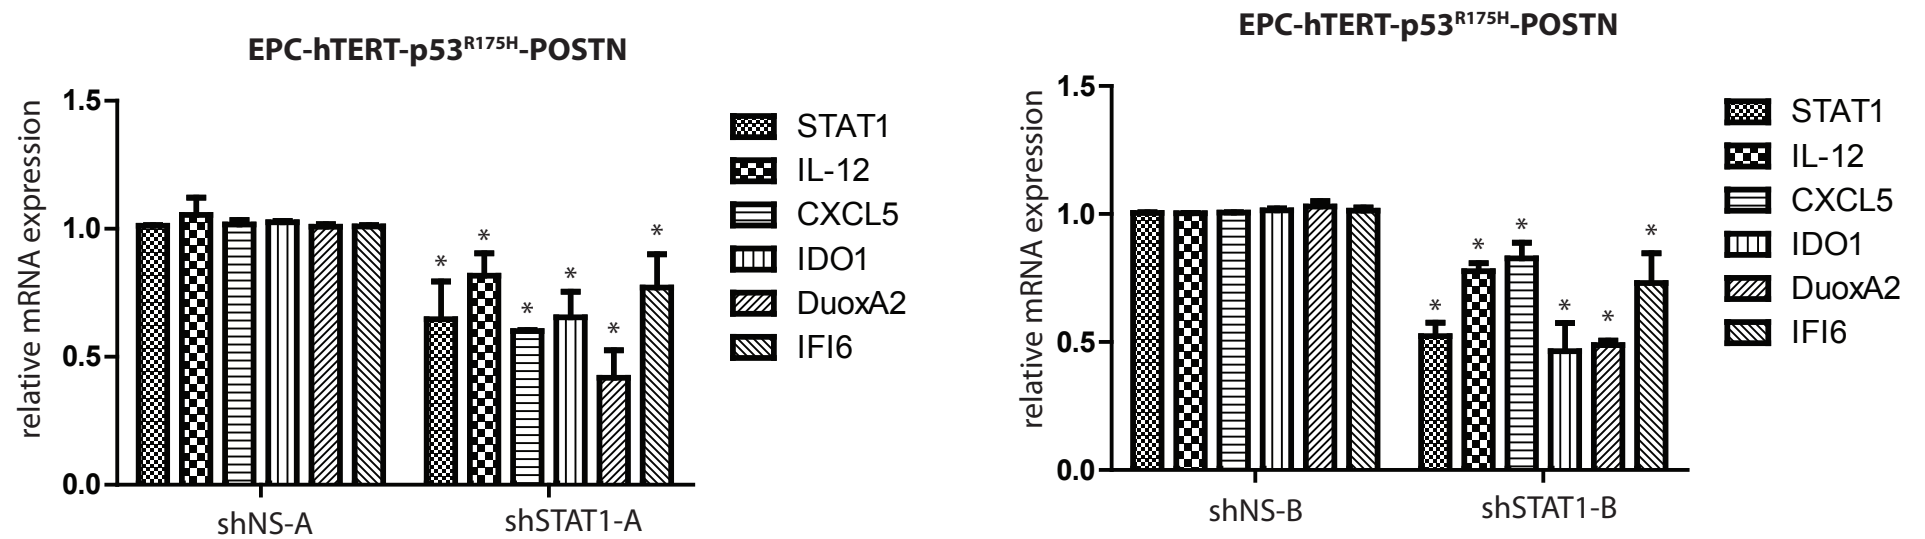 EPC-hTERT-p53R175H-POSTN
relative mRNA expression
1.5
1.0
0.5
0.0
* * * * * *
shNS-A shSTAT1-A
STAT1
IL-12
CXCL5
IDO1
DuoxA2
IFI6
EPC-hTERT-p53R175H-POSTN
relative mRNA expression
1.5
1.0
0.5
0.0
* * * * * *
shNS-B shSTAT1-B
STAT1
IL-12
CXCL5
IDO1
DuoxA2
IFI6